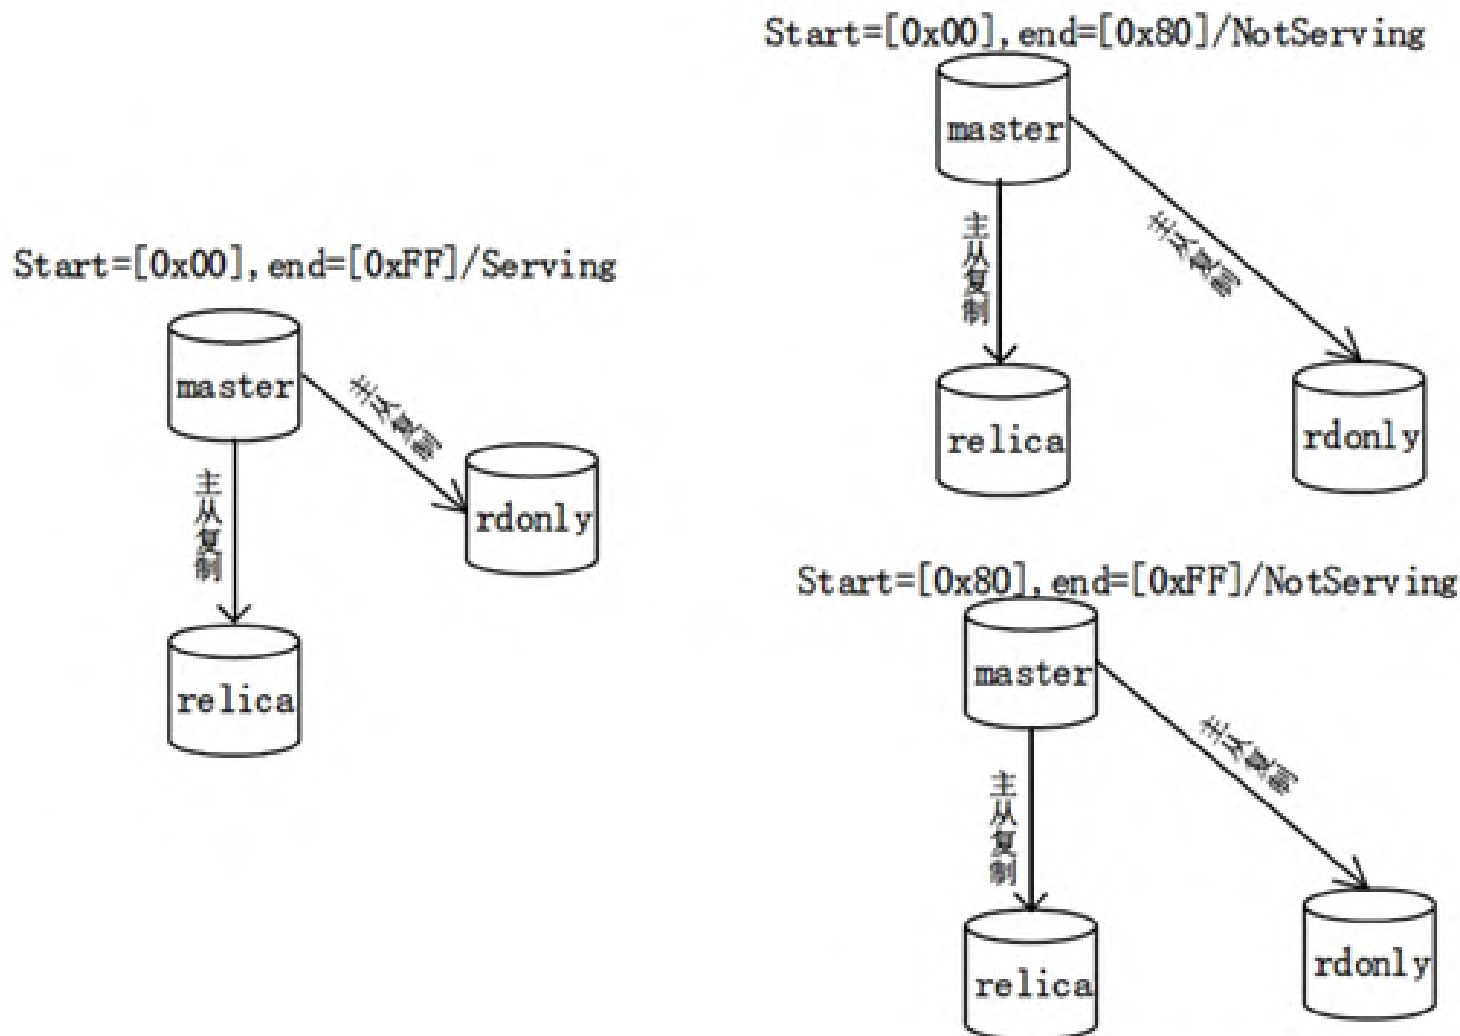 Start=[0x00],end=[0xFF]/Serving
master
主从复制
rdonly
主从复制
relica
Start=[0x00],end=[0x80]/NotServing
master
主从复制
主从复制
relica
rdonly
Start=[0x80],end=[0xFF]/NotServing
master
主从复制
主从复制
relica
rdonly